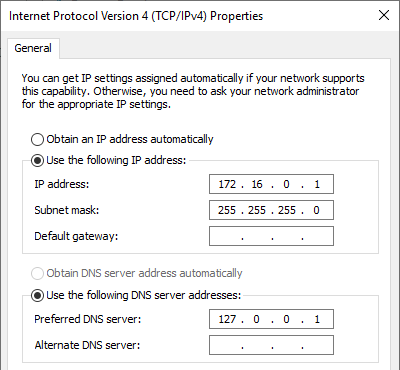 Internet Protocol Version 4 (TCP/IPv4) Properties
General
You can get IP settings assigned automatically if your network supports
this capability. Otherwise, you need to ask your network administrator
for the appropriate IP settings.
Obtain an IP address automatically
Use the following IP address:
IP address: 172 . 16 . 0 . 1
Subnet mask: 255 . 255 . 255 . 0
Default gateway: . . .
Obtain DNS server address automatically
Use the following DNS server addresses:
Preferred DNS server: 127 . 0 . 0 . 1
Alternate DNS server: . . .